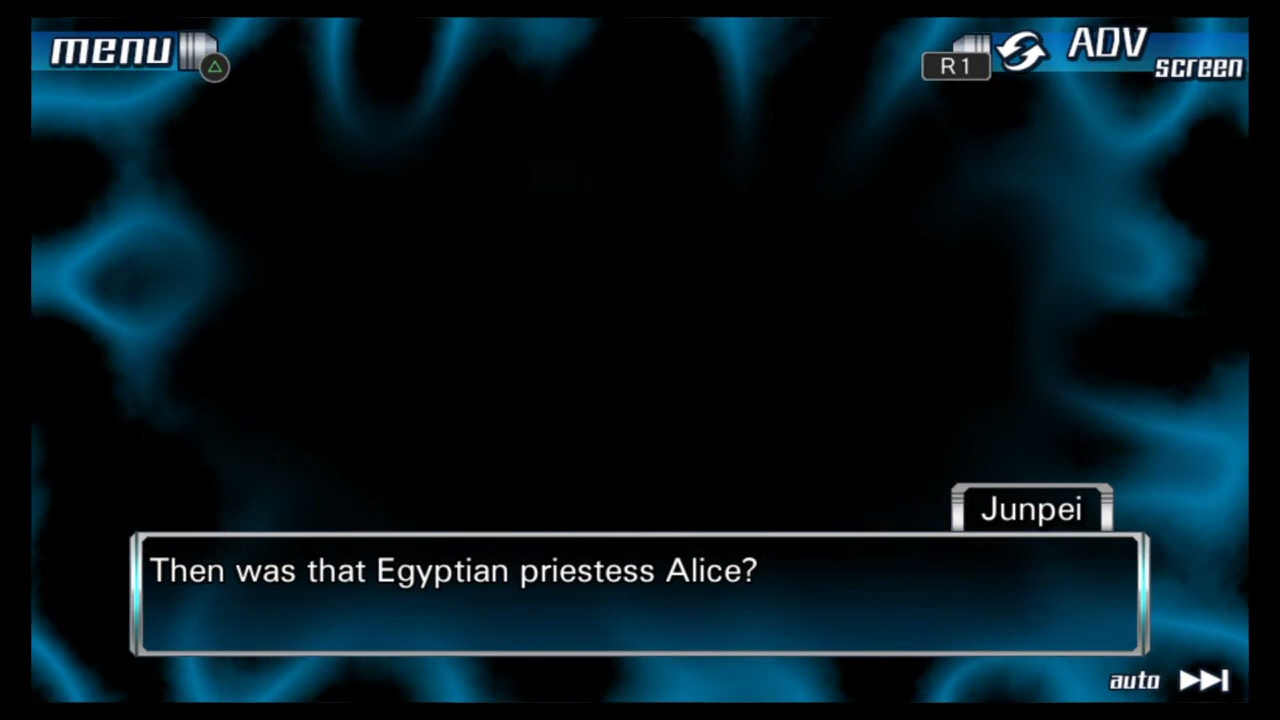 menu
R1
ADV
screen
Junpei
Then was that Egyptian priestess Alice?
auto